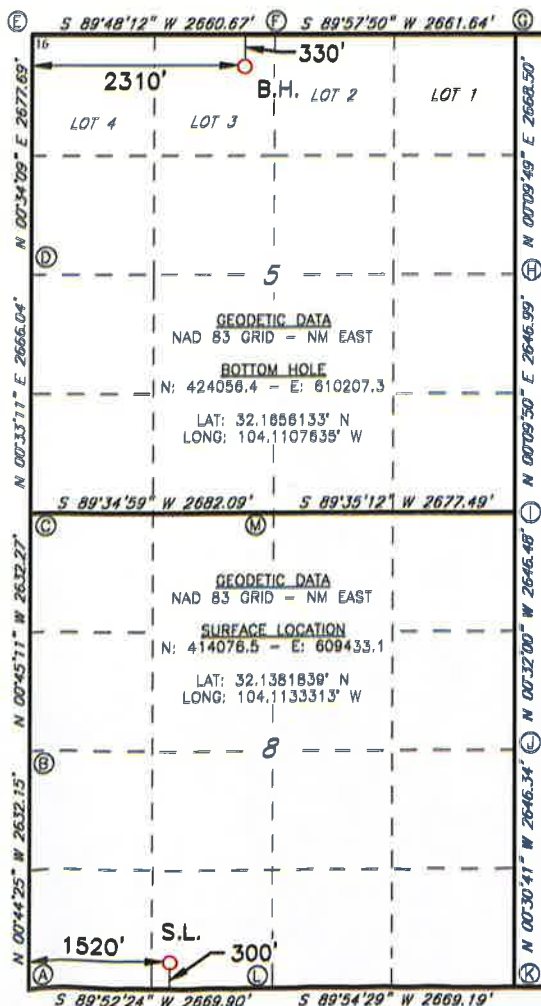 E S 89°48'12" W 2660.67' F S 89°57'50" W 2661.64' G
16
330'
2310'
B.H.
LOT 4 LOT 3 LOT 2 LOT 1
N 00°34'09" E 2677.69'
N 00°09'49" E 2668.50'
D
5
H
GEODETIC DATA
NAD 83 GRID - NM EAST
BOTTOM HOLE
N: 424056.4 - E: 610207.3
LAT: 32.1656133° N
LONG: 104.1107635° W
N 00°33'11" E 2666.04'
N 00°09'50" E 2646.99'
S 89°34'59" W 2682.09' S 89°35'12" W 2677.49' I
C M
GEODETIC DATA
NAD 83 GRID - NM EAST
SURFACE LOCATION
N: 414076.5 - E: 609433.1
LAT: 32.1381839° N
LONG: 104.1133313° W
N 00°45'11" W 2632.27'
N 00°32'00" W 2646.48'
B
8
J
N 00°44'25" W 2632.15'
N 00°30'41" W 2646.34'
S.L.
1520'
300'
A L K
S 89°52'24" W 2669.90' S 89°54'29" W 2669.19'